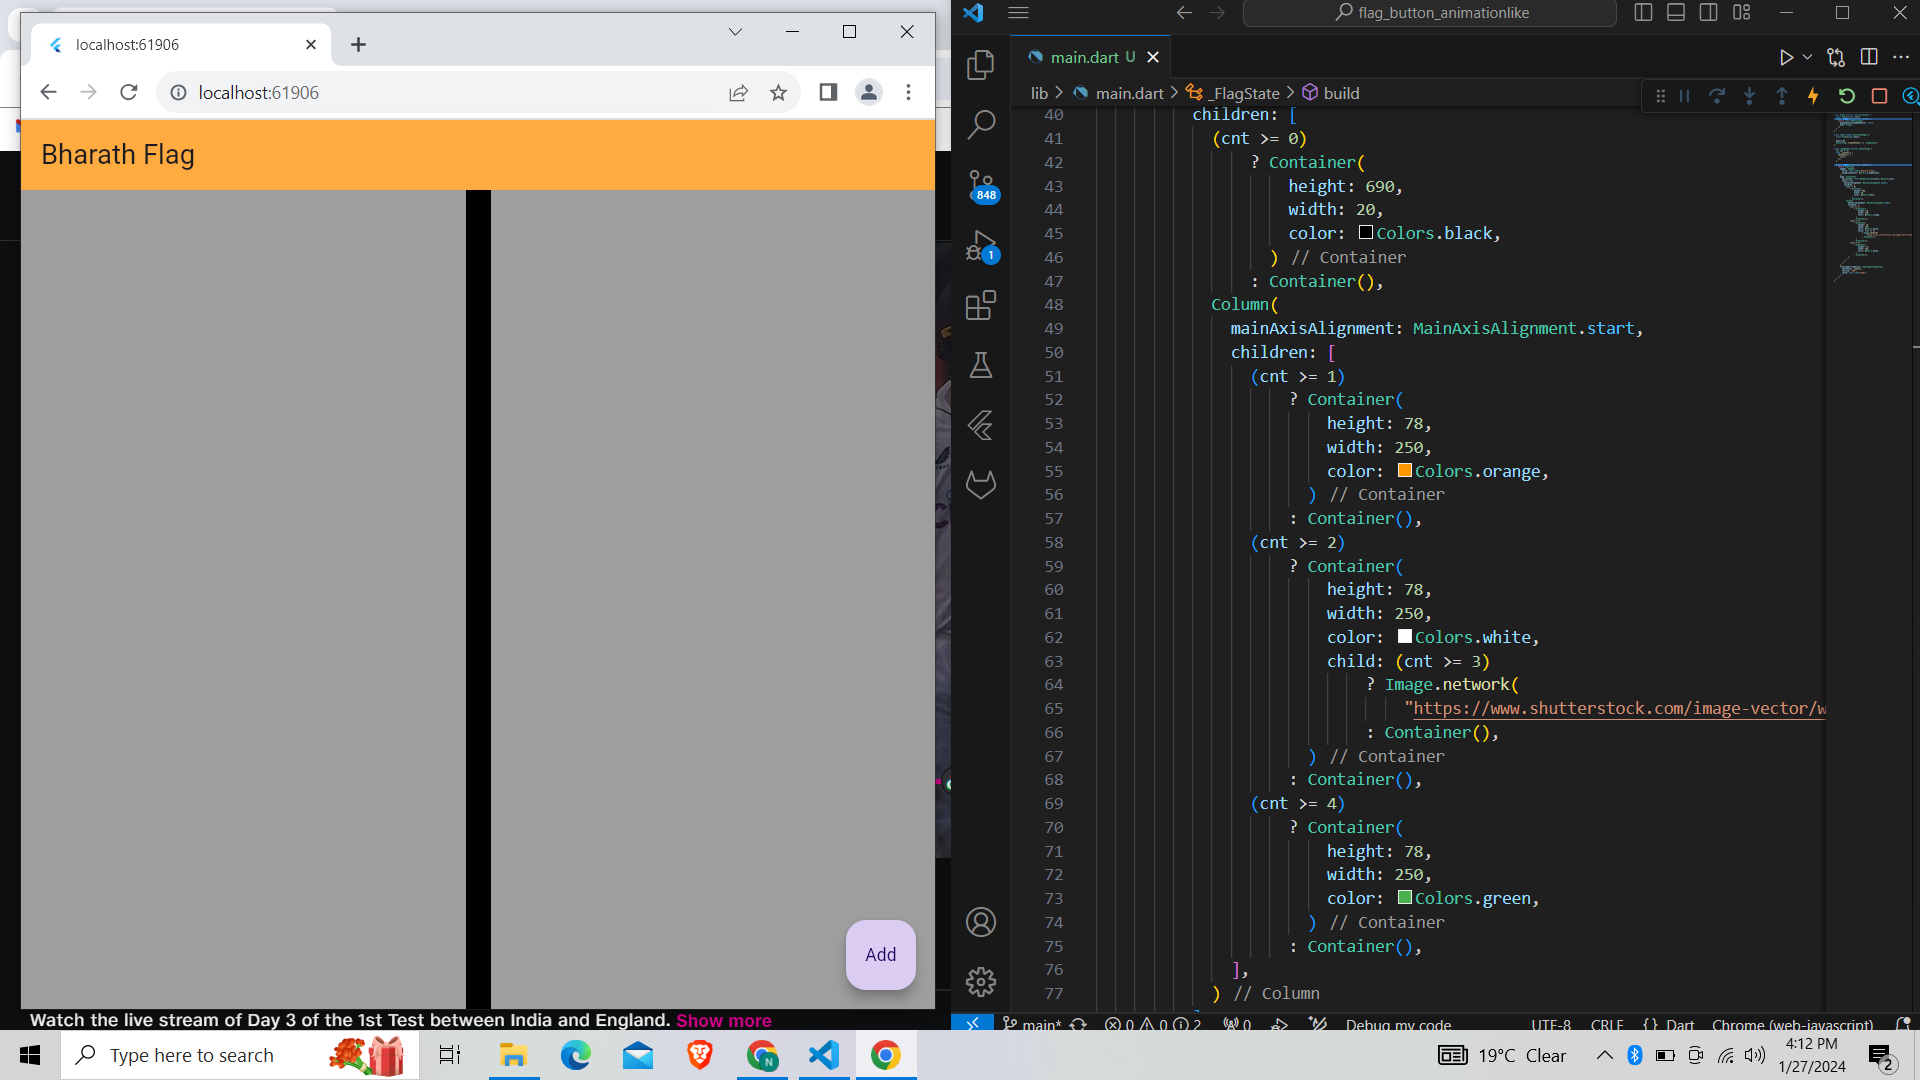 localhost:61906
localhost:61906
Bharath Flag
Add
Watch the live stream of Day 3 of the 1st Test between India and England. Show more
flag_button_animationlike
main.dart U
lib > main.dart > _FlagState > build
848
1
40 children: [
41 (cnt >= 0)
42 ? Container(
43 height: 690,
44 width: 20,
45 color: Colors.black,
46 ) // Container
47 : Container(),
48 Column(
49 mainAxisAlignment: MainAxisAlignment.start,
50 children: [
51 (cnt >= 1)
52 ? Container(
53 height: 78,
54 width: 250,
55 color: Colors.orange,
56 ) // Container
57 : Container(),
58 (cnt >= 2)
59 ? Container(
60 height: 78,
61 width: 250,
62 color: Colors.white,
63 child: (cnt >= 3)
64 ? Image.network(
65 "https://www.shutterstock.com/image-vector/w
66 : Container(),
67 ) // Container
68 : Container(),
69 (cnt >= 4)
70 ? Container(
71 height: 78,
72 width: 250,
73 color: Colors.green,
74 ) // Container
75 : Container(),
76 ],
77 ) // Column
main* 0 0 2 0 Debug my code UTF-8 CRLF {} Dart Chrome (web-javascript)
Type here to search
N
19°C Clear
4:12 PM
1/27/2024
2